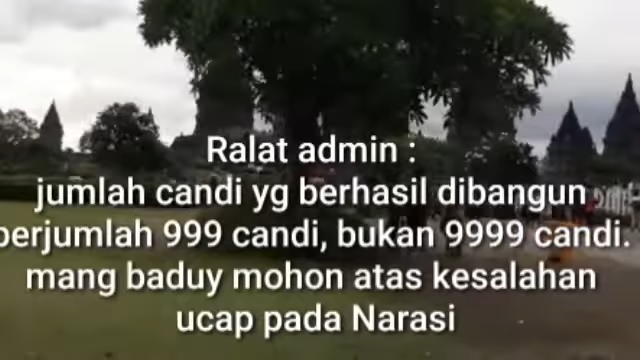 Ralat admin :
jumlah candi yg berhasil dibangun
berjumlah 999 candi, bukan 9999 candi.
mang baduy mohon atas kesalahan
ucap pada Narasi